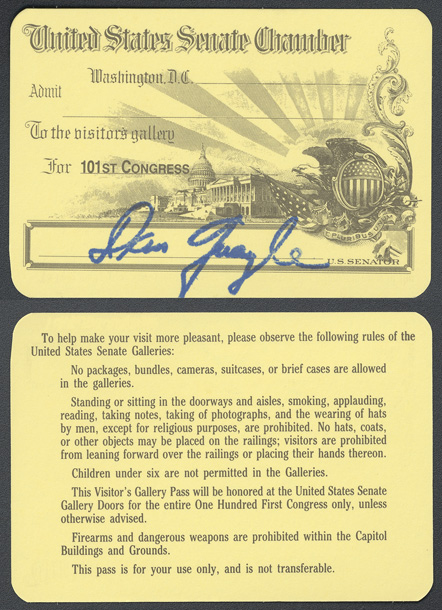 United States Senate Chamber
Washington, D.C.
Admit
To the visitor's gallery
For 101ST CONGRESS
PLURIBUS
Dan Quayle
U.S. SENATOR
To help make your visit more pleasant, please observe the following rules of the
United States Senate Galleries:
No packages, bundles, cameras, suitcases, or brief cases are allowed
in the galleries.
Standing or sitting in the doorways and aisles, smoking, applauding,
reading, taking notes, taking of photographs, and the wearing of hats
by men, except for religious purposes, are prohibited. No hats, coats,
or other objects may be placed on the railings; visitors are prohibited
from leaning forward over the railings or placing their hands thereon.
Children under six are not permitted in the Galleries.
This Visitor's Gallery Pass will be honored at the United States Senate
Gallery Doors for the entire One Hundred First Congress only, unless
otherwise advised.
Firearms and dangerous weapons are prohibited within the Capitol
Buildings and Grounds.
This pass is for your use only, and is not transferable.